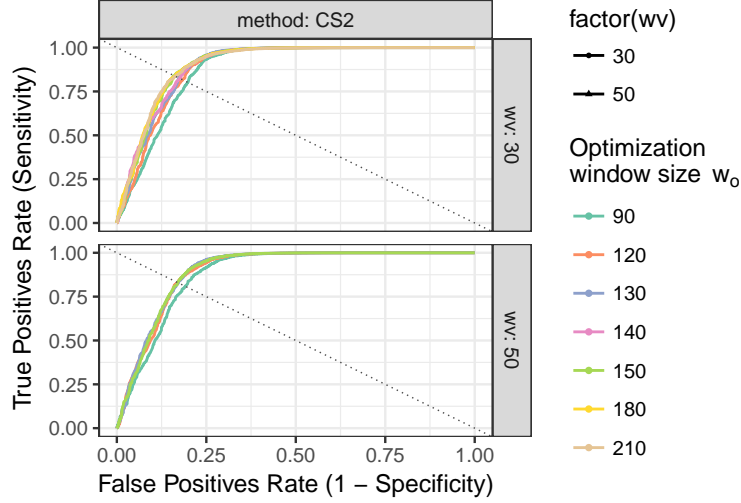 method: CS2
1.00
0.75
0.50
0.25
0.00
wv: 30
1.00
0.75
0.50
0.25
0.00
wv: 50
0.00 0.25 0.50 0.75 1.00
False Positives Rate (1 − Specificity)
True Positives Rate (Sensitivity)
factor(wv)
30
50
Optimization
window size wₒ
90
120
130
140
150
180
210